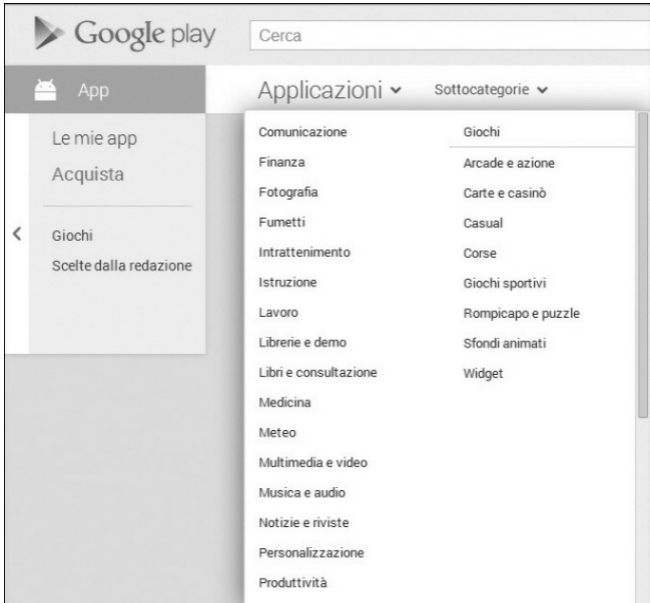 Google play
Cerca
App
Applicazioni
Sottocategorie
Le mie app
Acquista
Giochi
Scelte dalla redazione
Comunicazione
Finanza
Fotografia
Fumetti
Intrattenimento
Istruzione
Lavoro
Librerie e demo
Libri e consultazione
Medicina
Meteo
Multimedia e video
Musica e audio
Notizie e riviste
Personalizzazione
Produttività
Giochi
Arcade e azione
Carte e casinò
Casual
Corse
Giochi sportivi
Rompicapo e puzzle
Sfondi animati
Widget